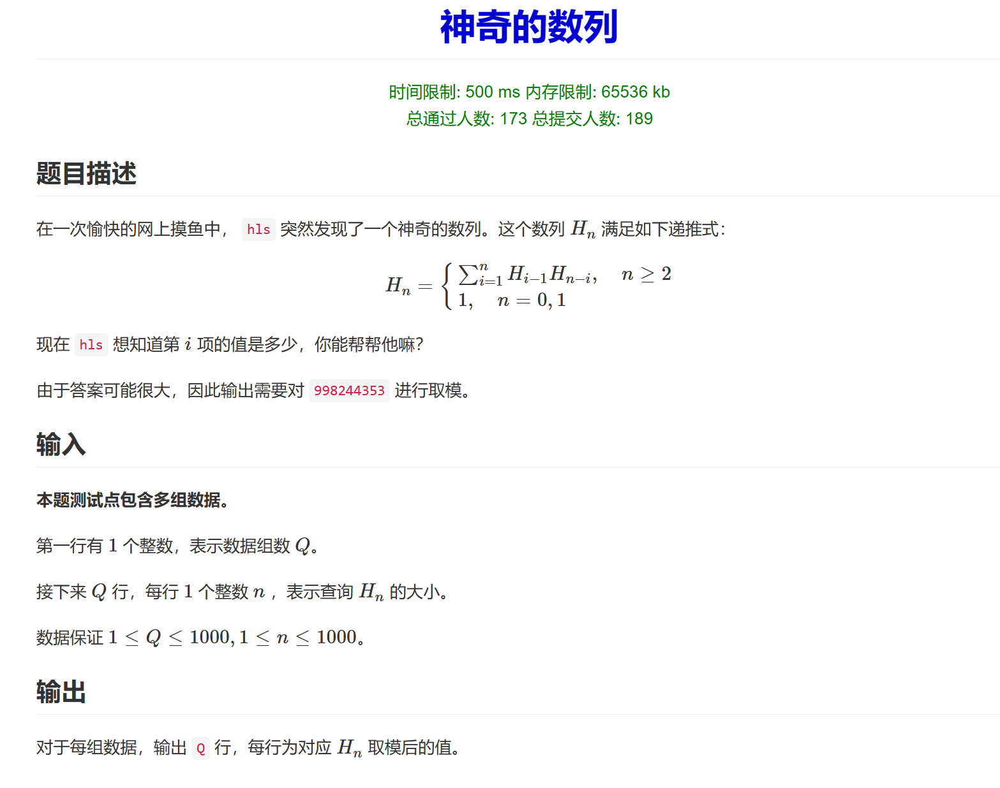 神奇的数列
时间限制: 500 ms 内存限制: 65536 kb
总通过人数: 173 总提交人数: 189
题目描述
在一次愉快的网上摸鱼中， hls 突然发现了一个神奇的数列。这个数列 $H_n$ 满足如下递推式：
$H_n = \begin{cases} \sum_{i=1}^{n} H_{i-1}H_{n-i}, & n \geq 2 \\ 1, & n = 0, 1 \end{cases}$
现在 hls 想知道第 $i$ 项的值是多少，你能帮帮他嘛？
由于答案可能很大，因此输出需要对 998244353 进行取模。
输入
本题测试点包含多组数据。
第一行有 1 个整数，表示数据组数 $Q$。
接下来 $Q$ 行，每行 1 个整数 $n$ ，表示查询 $H_n$ 的大小。
数据保证 $1 \leq Q \leq 1000, 1 \leq n \leq 1000$。
输出
对于每组数据，输出 Q 行，每行为对应 $H_n$ 取模后的值。